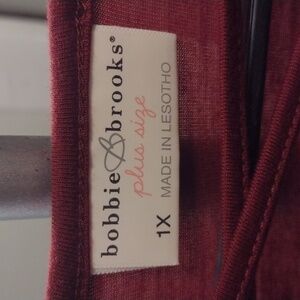 bobbie B brooks®
plus size
1X
MADE IN LESOTHO